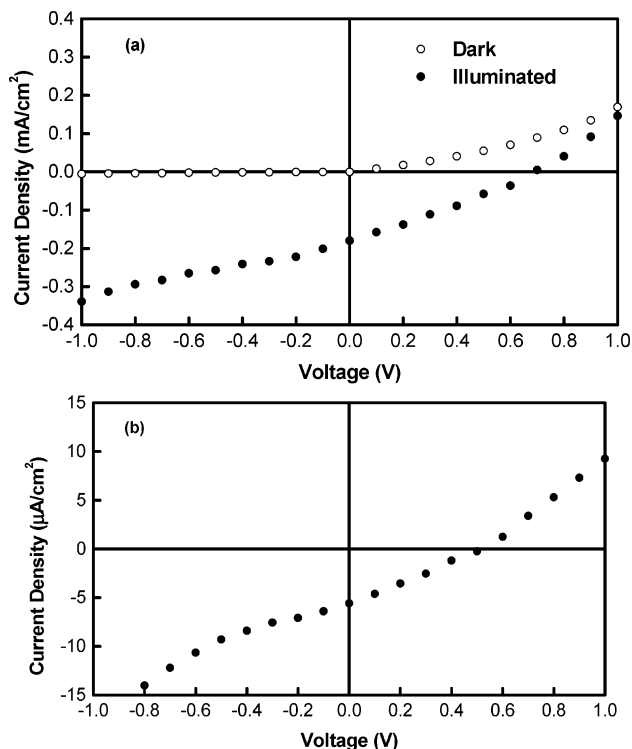 (a)
Dark
Illuminated
Current Density (mA/cm²)
0.4
0.3
0.2
0.1
0.0
-0.1
-0.2
-0.3
-0.4
-1.0 -0.8 -0.6 -0.4 -0.2 0.0 0.2 0.4 0.6 0.8 1.0
Voltage (V)
(b)
Current Density (μA/cm²)
15
10
5
0
-5
-10
-15
-1.0 -0.8 -0.6 -0.4 -0.2 0.0 0.2 0.4 0.6 0.8 1.0
Voltage (V)